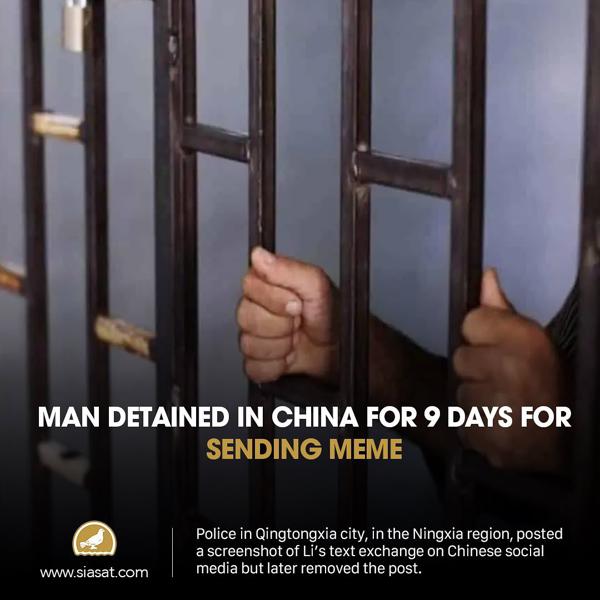 MAN DETAINED IN CHINA FOR 9 DAYS FOR
SENDING MEME
www.siasat.com
Police in Qingtongxia city, in the Ningxia region, posted
a screenshot of Li's text exchange on Chinese social
media but later removed the post.